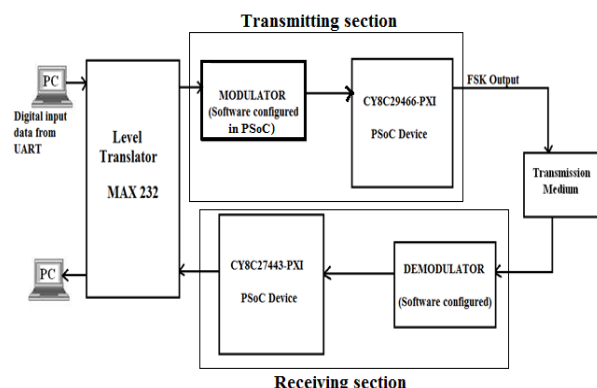 Transmitting section
PC
Digital input
data from
UART
Level
Translator
MAX 232
MODULATOR
(Software configured
in PSoC)
CY8C29466-PXI
PSoC Device
FSK Output
Transmission
Medium
PC
CY8C27443-PXI
PSoC Device
DEMODULATOR
(Software configured)
Receiving section